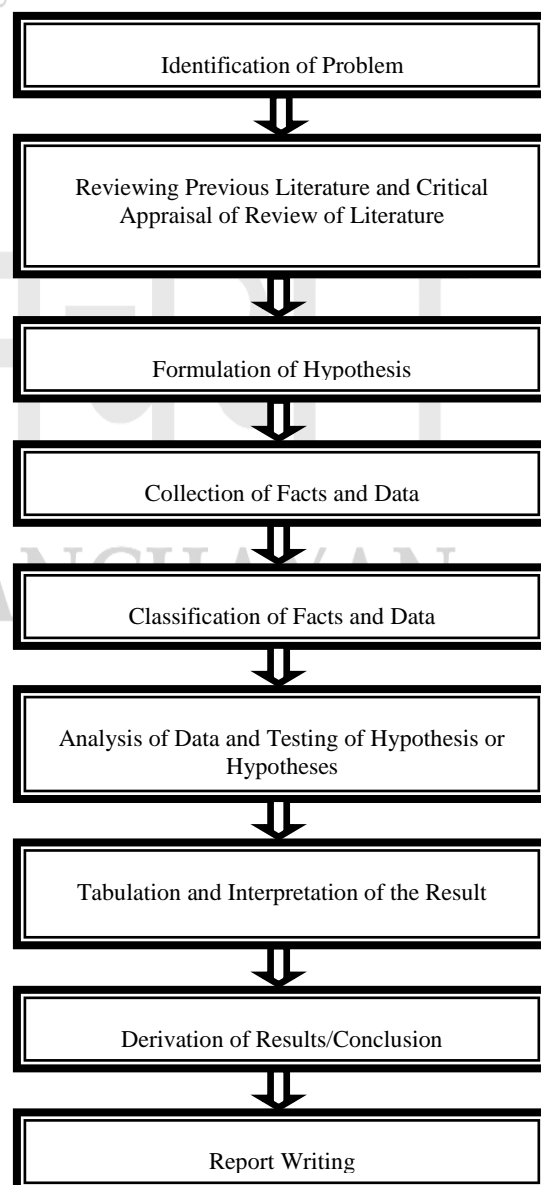 Identification of Problem
Reviewing Previous Literature and Critical
Appraisal of Review of Literature
Formulation of Hypothesis
Collection of Facts and Data
Classification of Facts and Data
Analysis of Data and Testing of Hypothesis or
Hypotheses
Tabulation and Interpretation of the Result
Derivation of Results/Conclusion
Report Writing